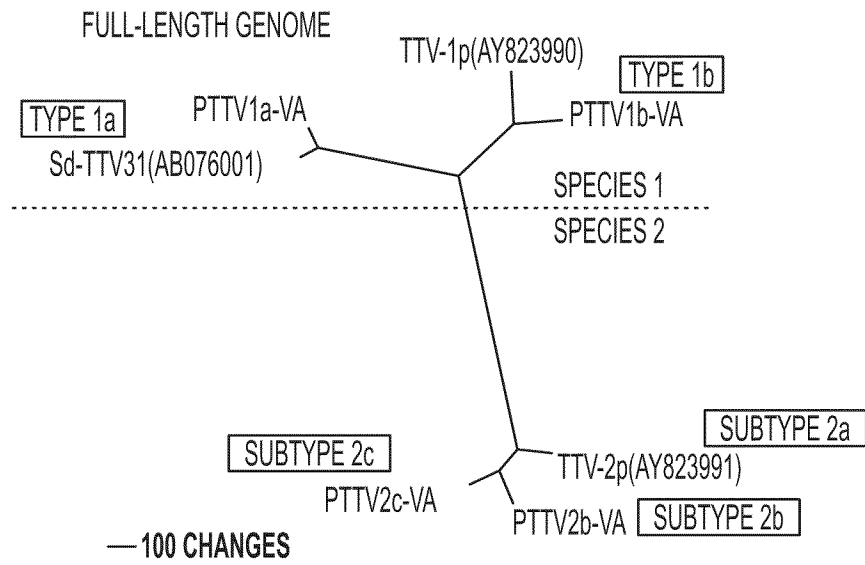 FULL-LENGTH GENOME
TTV-1p(AY823990)
TYPE 1b
PTTV1a-VA
PTTV1b-VA
TYPE 1a
Sd-TTV31(AB076001)
SPECIES 1
SPECIES 2
SUBTYPE 2a
SUBTYPE 2c
TTV-2p(AY823991)
PTTV2c-VA
PTTV2b-VA
SUBTYPE 2b
100 CHANGES